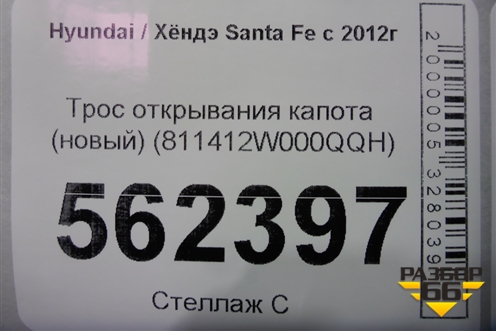 Hyundai / Хёндэ Santa Fe с 2012г
Трос открывания капота
(новый) (811412W000QQH)
562397
Стеллаж С
2000005328039
РАЗБОР
66